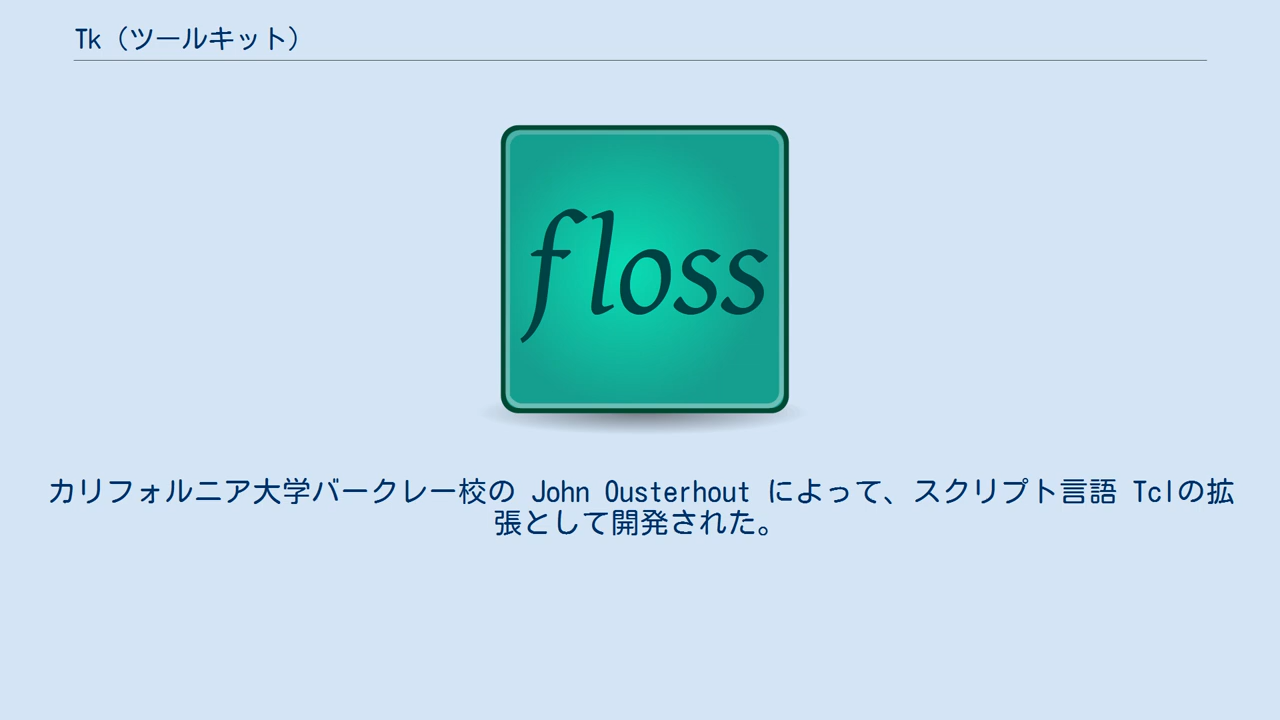 Tk（ツールキット）
floss
カリフォルニア大学バークレー校の John Ousterhout によって、スクリプト言語 Tclの拡
張として開発された。